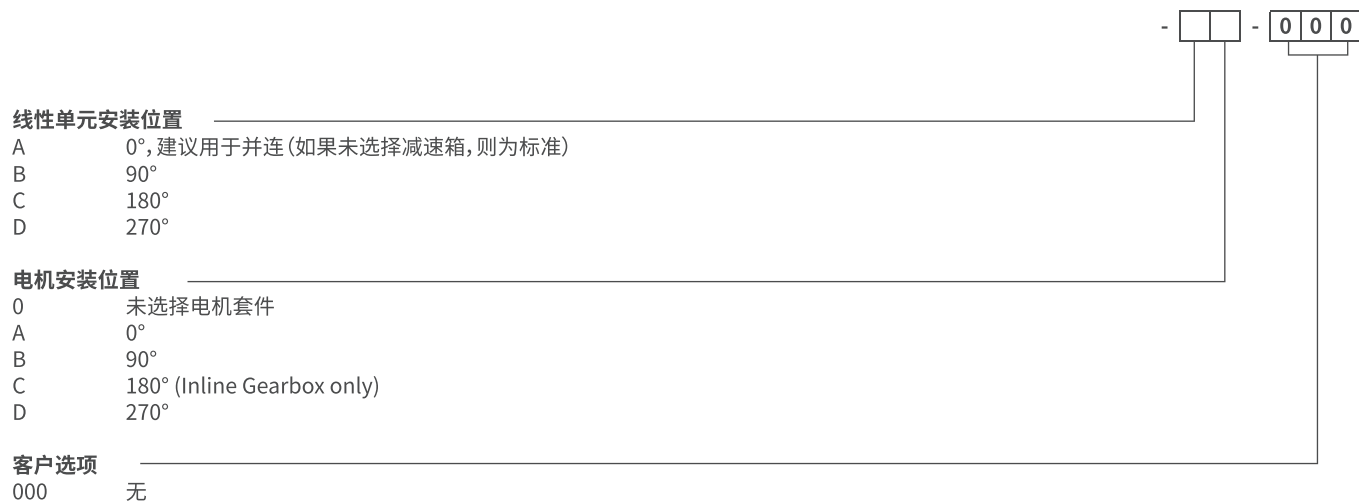 - - 0 0 0
线性单元安装位置
A 0°，建议用于并连（如果未选择减速箱，则为标准）
B 90°
C 180°
D 270°
电机安装位置
0 未选择电机套件
A 0°
B 90°
C 180° (Inline Gearbox only)
D 270°
客户选项
000 无